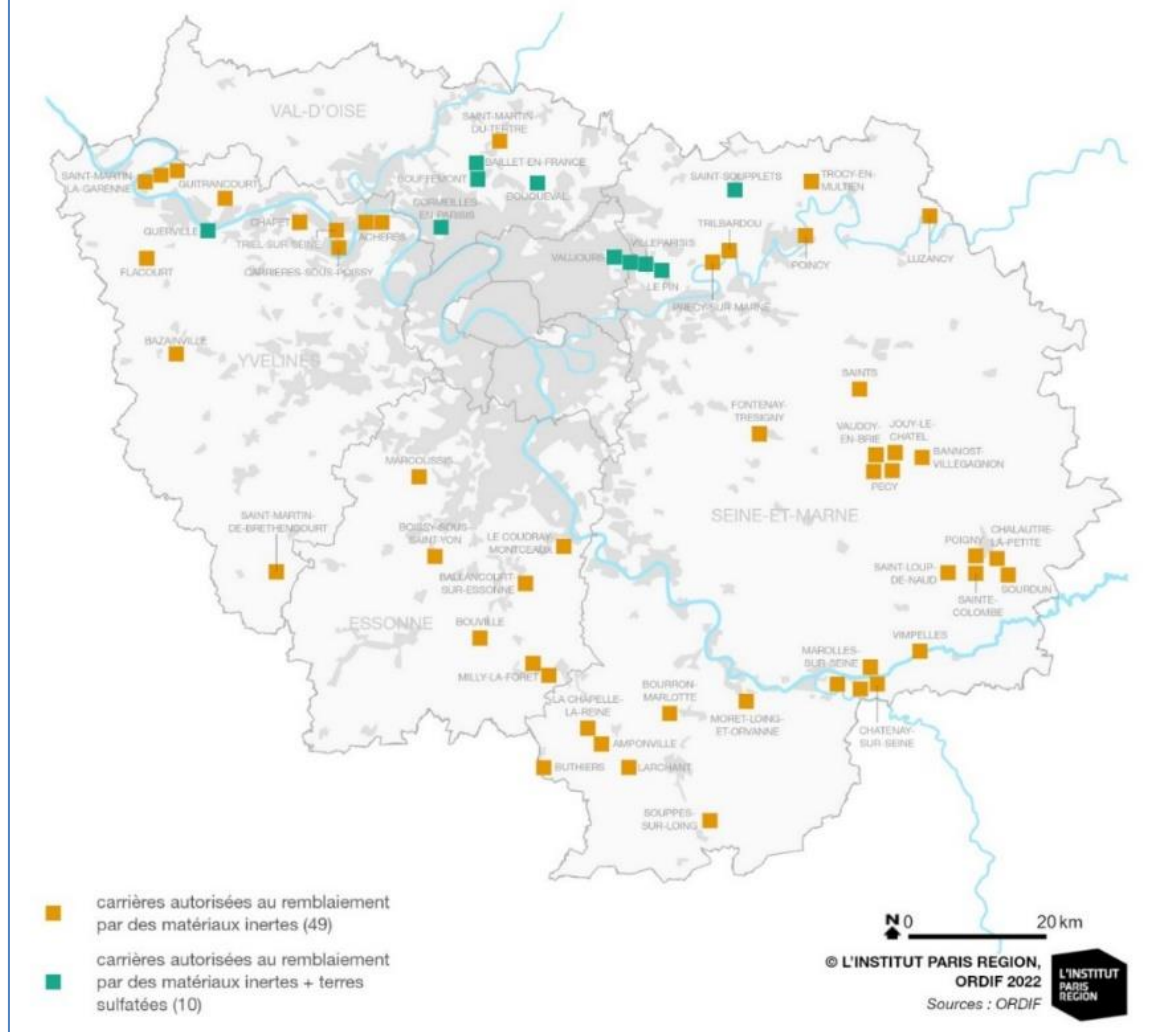 VAL-D'OISE
SAINT-MARTIN
DU-TERTRE
BAILLET-EN-FRANCE
BOUFFEMONT
BOUQUEVAL
CORMEILLES-
EN-PARISIS
SAINT-MARTIN
LA-GARENNE
GUITRANCOURT
GUERVILLE
CHAPET
TRIEL-SUR-SEINE
ACHERES
CARRIERES-SOUS-POISSY
FLACOURT
BAZAINVILLE
YVELINES
SAINT-SOUPPLETS
TROCY-EN-
MULTIEN
TRILBARDOU
VILLEPARISIS
VAUJOURS
LE PIN
PRECY-SUR-MARNE
POINCY
LUZANCY
SAINTS
FONTENAY-
TRESIGNY
VAUDOY-
EN-BRIE
JOUY-LE-
CHATEL
BANNOST-
VILLEGAGNON
PECY
MARCOUSSIS
SEINE-ET-MARNE
SAINT-MARTIN-
DE-BRETHENCOURT
BOISSY-SOUS-
SAINT-YON
LE COUDRAY-
MONTCEAUX
BALLANCOURT
SUR-ESSONNE
POIGNY
CHALAUTRE-
LA-PETITE
SAINT-LOUP-
DE-NAUD
SOURDUN
SAINTE-
COLOMBE
ESSONNE
BOUVILLE
MILLY-LA-FORET
VIMPELLES
MAROLLES-
SUR-SEINE
BOURRON-
MARLOTTE
LA CHAPELLE-
LA-REINE
MORET-LOING-
ET-ORVANNE
CHATENAY-
SUR-SEINE
AMPONVILLE
BUTHIERS
LARCHANT
SOUPPES-
SUR-LOING
carrières autorisées au remblaiement
par des matériaux inertes (49)
carrières autorisées au remblaiement
par des matériaux inertes + terres
sulfatées (10)
N 0 20 km
© L'INSTITUT PARIS REGION,
ORDIF 2022
Sources : ORDIF
L'INSTITUT
PARIS
REGION